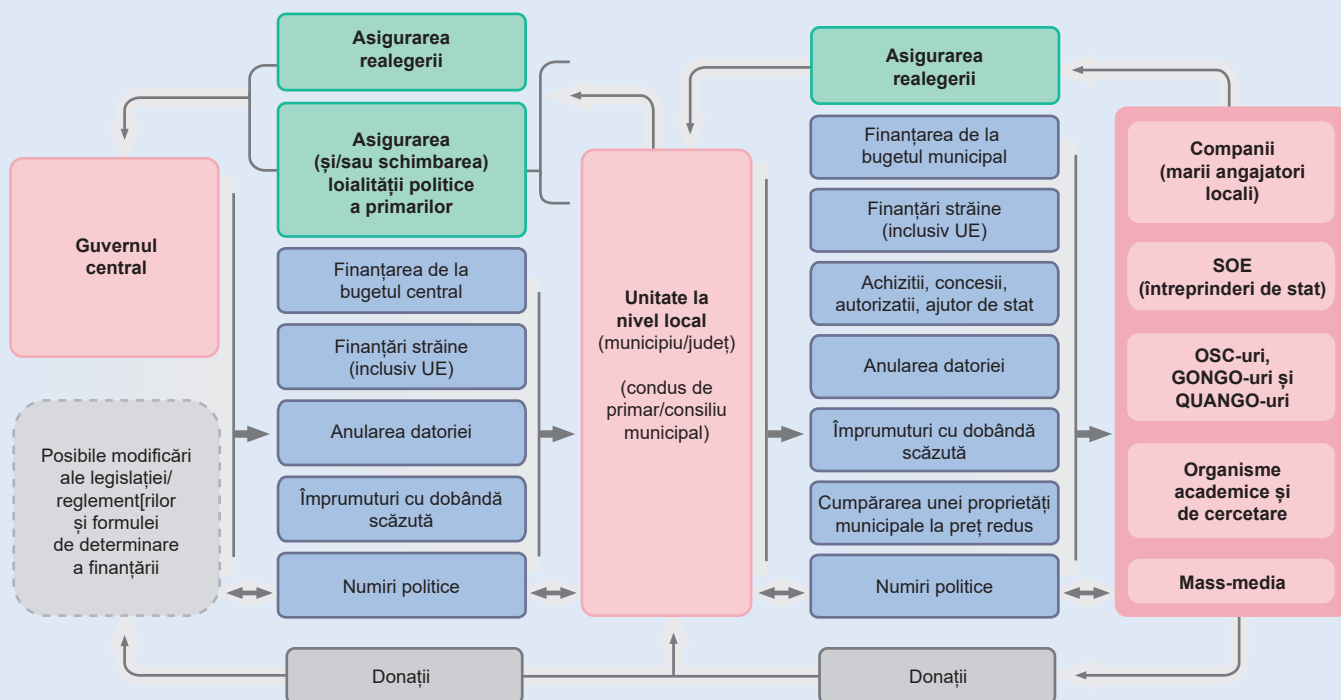 Guvernul
central
Posibile modificări
ale legislației/
reglement[rilor
și formulei
de determinare
a finanțării
Asigurarea
realegerii
Asigurarea
(și/sau schimbarea)
loialității politice
a primarilor
Finanțarea de la
bugetul central
Finanțări străine
(inclusiv UE)
Anularea datoriei
Împrumuturi cu dobândă
scăzută
Numiri politice
Donații
Unitate la
nivel local
(municipiu/județ)
(condus de
primar/consiliu
municipal)
Asigurarea
realegerii
Finanțarea de la
bugetul municipal
Finanțări străine
(inclusiv UE)
Achizitii, concesii,
autorizatii, ajutor de stat
Anularea datoriei
Împrumuturi cu dobândă
scăzută
Cumpărarea unei proprietăți
municipale la preț redus
Numiri politice
Donații
Companii
(marii angajatori
locali)
SOE
(întreprinderi de stat)
OSC-uri,
GONGO-uri și
QUANGO-uri
Organisme
academice și
de cercetare
Mass-media